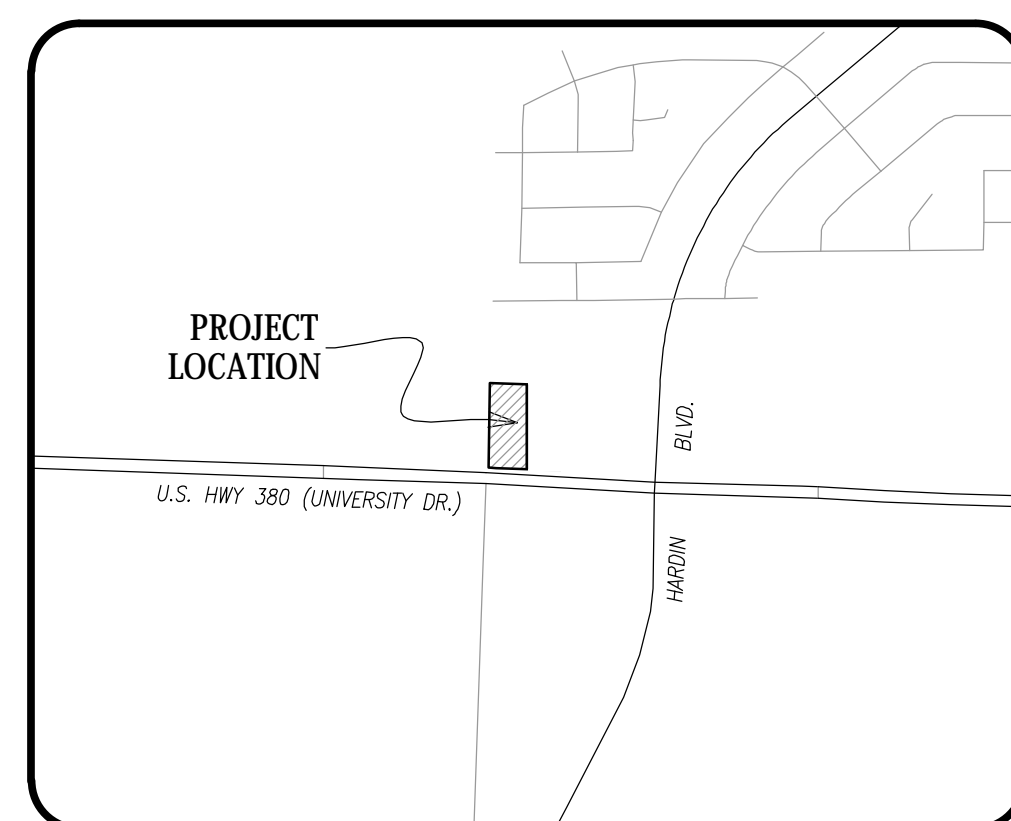 PROJECT
LOCATION
BLVD.
U.S. HWY 380 (UNIVERSITY DR.)
HARDIN